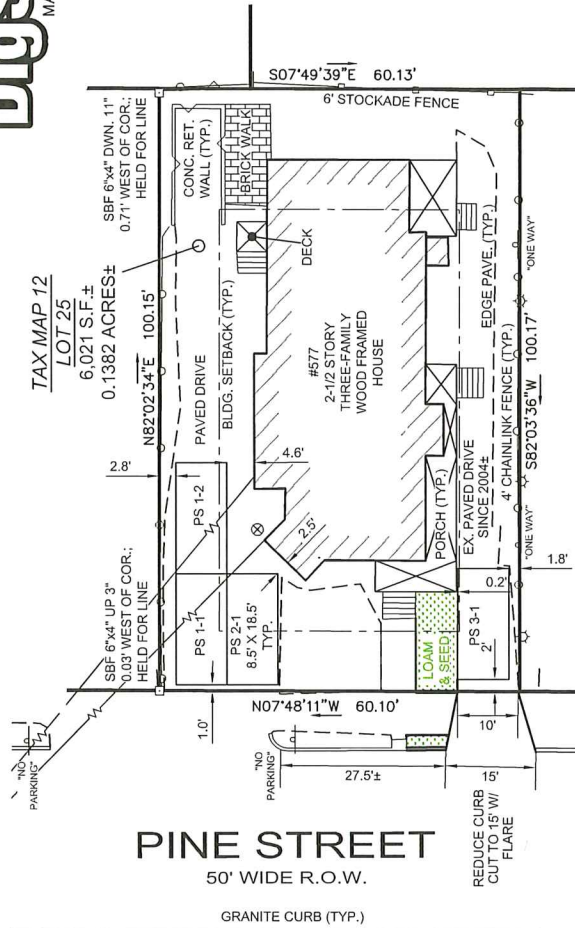 DigS
MA
S07°49'39"E 60.13'
6' STOCKADE FENCE
SBF 6"x4" DWN. 11"
0.71' WEST OF COR.;
HELD FOR LINE
CONC. RET.
WALL (TYP.)
BRICK WALK
TAX MAP 12
LOT 25
6,021 S.F.±
0.1382 ACRES±
N82°02'34"E 100.15'
PAVED DRIVE
BLDG. SETBACK (TYP.)
DECK
#577
2-1/2 STORY
THREE-FAMILY
WOOD FRAMED
HOUSE
EDGE PAVE. (TYP.)
"ONE WAY"
4' CHAINLINK FENCE (TYP.)
S82°03'36"W 100.17'
EX. PAVED DRIVE
SINCE 2004±
PORCH (TYP.)
"ONE WAY"
2.8'
4.6'
2.5'
1.8'
0.2'
PS 1-2
PS 1-1
PS 2-1
8.5' X 18.5'
TYP.
SBF 6"x4" UP 3"
0.03' WEST OF COR.;
HELD FOR LINE
LOAM
& SEED
PS 3-1
2'
1.0'
N07°48'11"W 60.10'
10'
"NO
PARKING"
"NO
PARKING"
27.5'±
15'
REDUCE CURB
CUT TO 15' W/
FLARE
PINE STREET
50' WIDE R.O.W.
GRANITE CURB (TYP.)